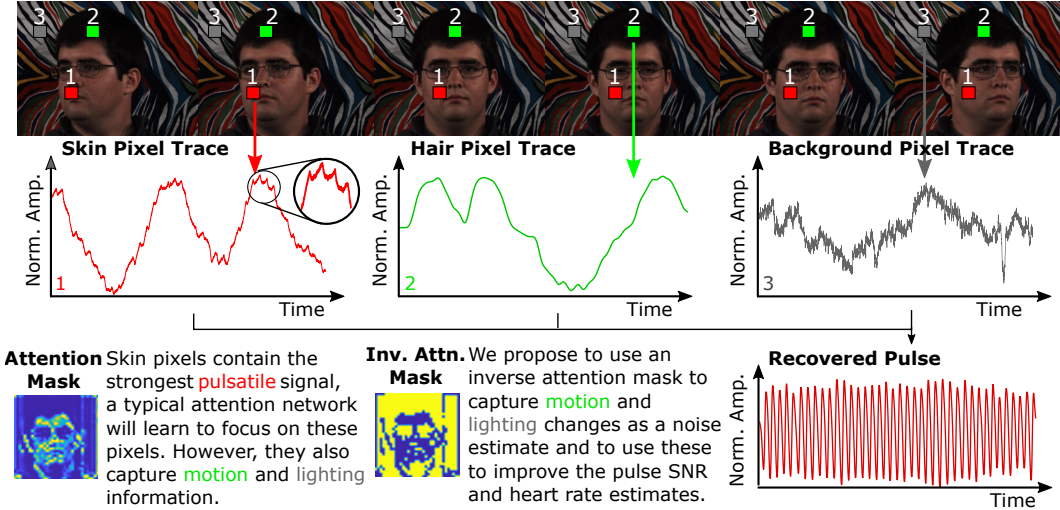 3 2 3 2 3 2 3 2 3 2 3 2
1 1 1 1 1 1
Skin Pixel Trace
Norm. Amp.
1
Time
Hair Pixel Trace
Norm. Amp.
2
Time
Background Pixel Trace
Norm. Amp.
3
Time
Attention
Mask
Skin pixels contain the
strongest pulsatile signal,
a typical attention network
will learn to focus on these
pixels. However, they also
capture motion and lighting
information.
Inv. Attn.
Mask
We propose to use an
inverse attention mask to
capture motion and
lighting changes as a noise
estimate and to use these
to improve the pulse SNR
and heart rate estimates.
Recovered Pulse
Norm. Amp.
Time